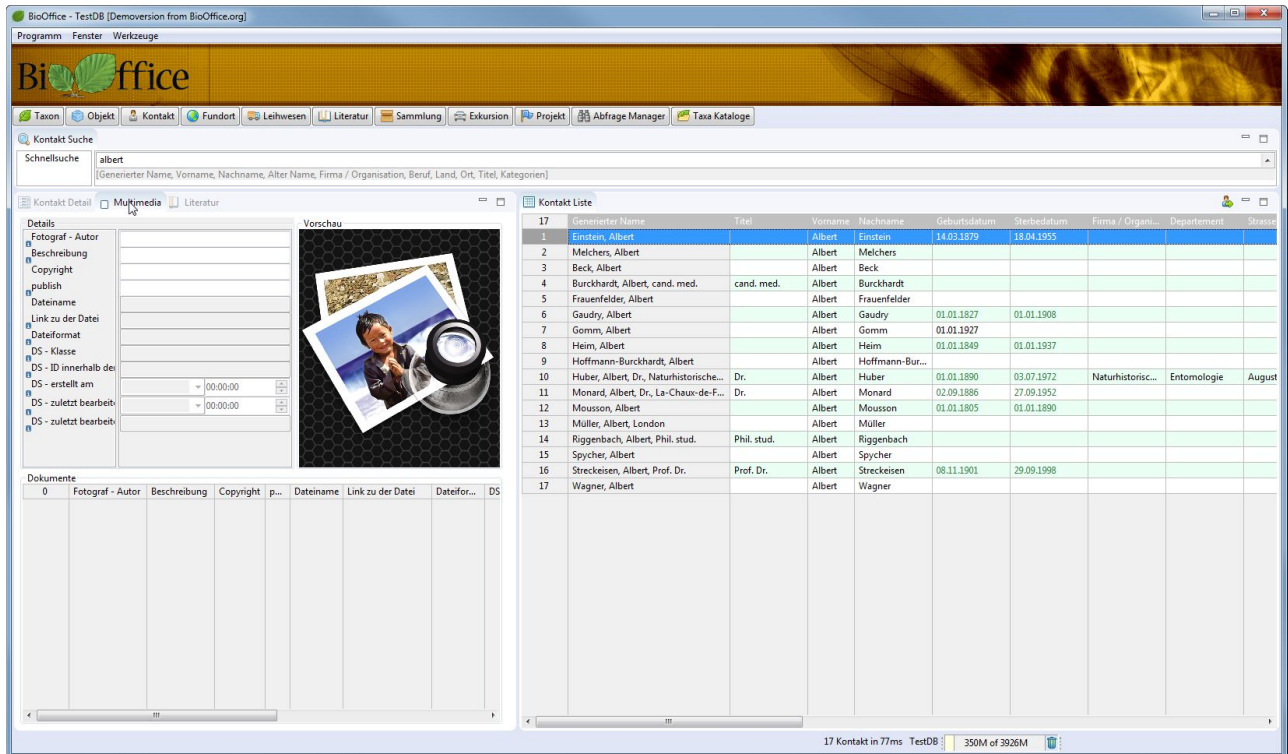 BioOffice - TestDB [Demoversion from BioOffice.org]
Programm Fenster Werkzeuge
BioOffice
Taxon Objekt Kontakt Fundort Leihwesen Literatur Sammlung Exkursion Projekt Abfrage Manager Taxa Kataloge
Kontakt Suche
Schnellsuche albert
[Generierter Name, Vorname, Nachname, Alter Name, Firma / Organisation, Beruf, Land, Ort, Titel, Kategorien]
Kontakt Detail Multimedia Literatur
Details
Fotograf - Autor
Beschreibung
Copyright
publish
Dateiname
Link zu der Datei
Dateiformat
DS - Klasse
DS - ID innerhalb der
DS - erstellt am 00:00:00
DS - zuletzt bearbeit 00:00:00
DS - zuletzt bearbeit
Vorschau
Dokumente
0 Fotograf - Autor Beschreibung Copyright p... Dateiname Link zu der Datei Dateifor... DS
Kontakt Liste
17 Generierter Name Titel Vorname Nachname Geburtsdatum Sterbedatum Firma / Organi... Departement Strasse
1 Einstein, Albert Albert Einstein 14.03.1879 18.04.1955
2 Melchers, Albert Albert Melchers
3 Beck, Albert Albert Beck
4 Burckhardt, Albert, cand. med. cand. med. Albert Burckhardt
5 Frauenfelder, Albert Albert Frauenfelder
6 Gaudry, Albert Albert Gaudry 01.01.1827 01.01.1908
7 Gomm, Albert Albert Gomm 01.01.1927
8 Heim, Albert Albert Heim 01.01.1849 01.01.1937
9 Hoffmann-Burckhardt, Albert Albert Hoffmann-Bur...
10 Huber, Albert, Dr., Naturhistorische... Dr. Albert Huber 01.01.1890 03.07.1972 Naturhistorisc... Entomologie August
11 Monard, Albert, Dr., La-Chaux-de-F... Dr. Albert Monard 02.09.1886 27.09.1952
12 Mousson, Albert Albert Mousson 01.01.1805 01.01.1890
13 Müller, Albert, London Albert Müller
14 Riggenbach, Albert, Phil. stud. Phil. stud. Albert Riggenbach
15 Spycher, Albert Albert Spycher
16 Streckeisen, Albert, Prof. Dr. Prof. Dr. Albert Streckeisen 08.11.1901 29.09.1998
17 Wagner, Albert Albert Wagner
17 Kontakt in 77ms TestDB 350M of 3926M